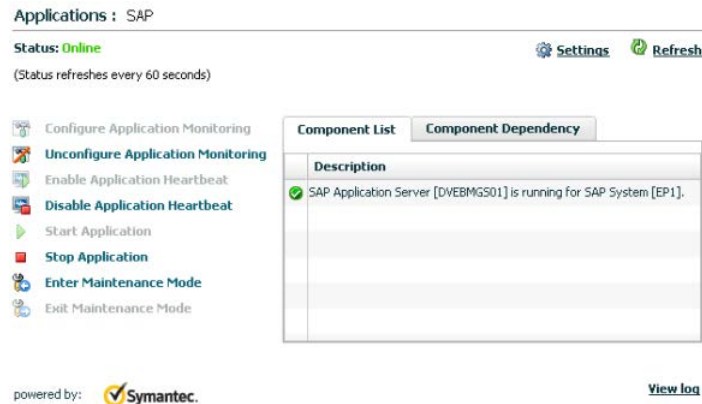 Applications : SAP
Status: Online
Settings
Refresh
(Status refreshes every 60 seconds)
Configure Application Monitoring
Unconfigure Application Monitoring
Enable Application Heartbeat
Disable Application Heartbeat
Start Application
Stop Application
Enter Maintenance Mode
Exit Maintenance Mode
Component List
Component Dependency
Description
SAP Application Server [DVEBMGS01] is running for SAP System [EP1].
powered by: Symantec.
View log